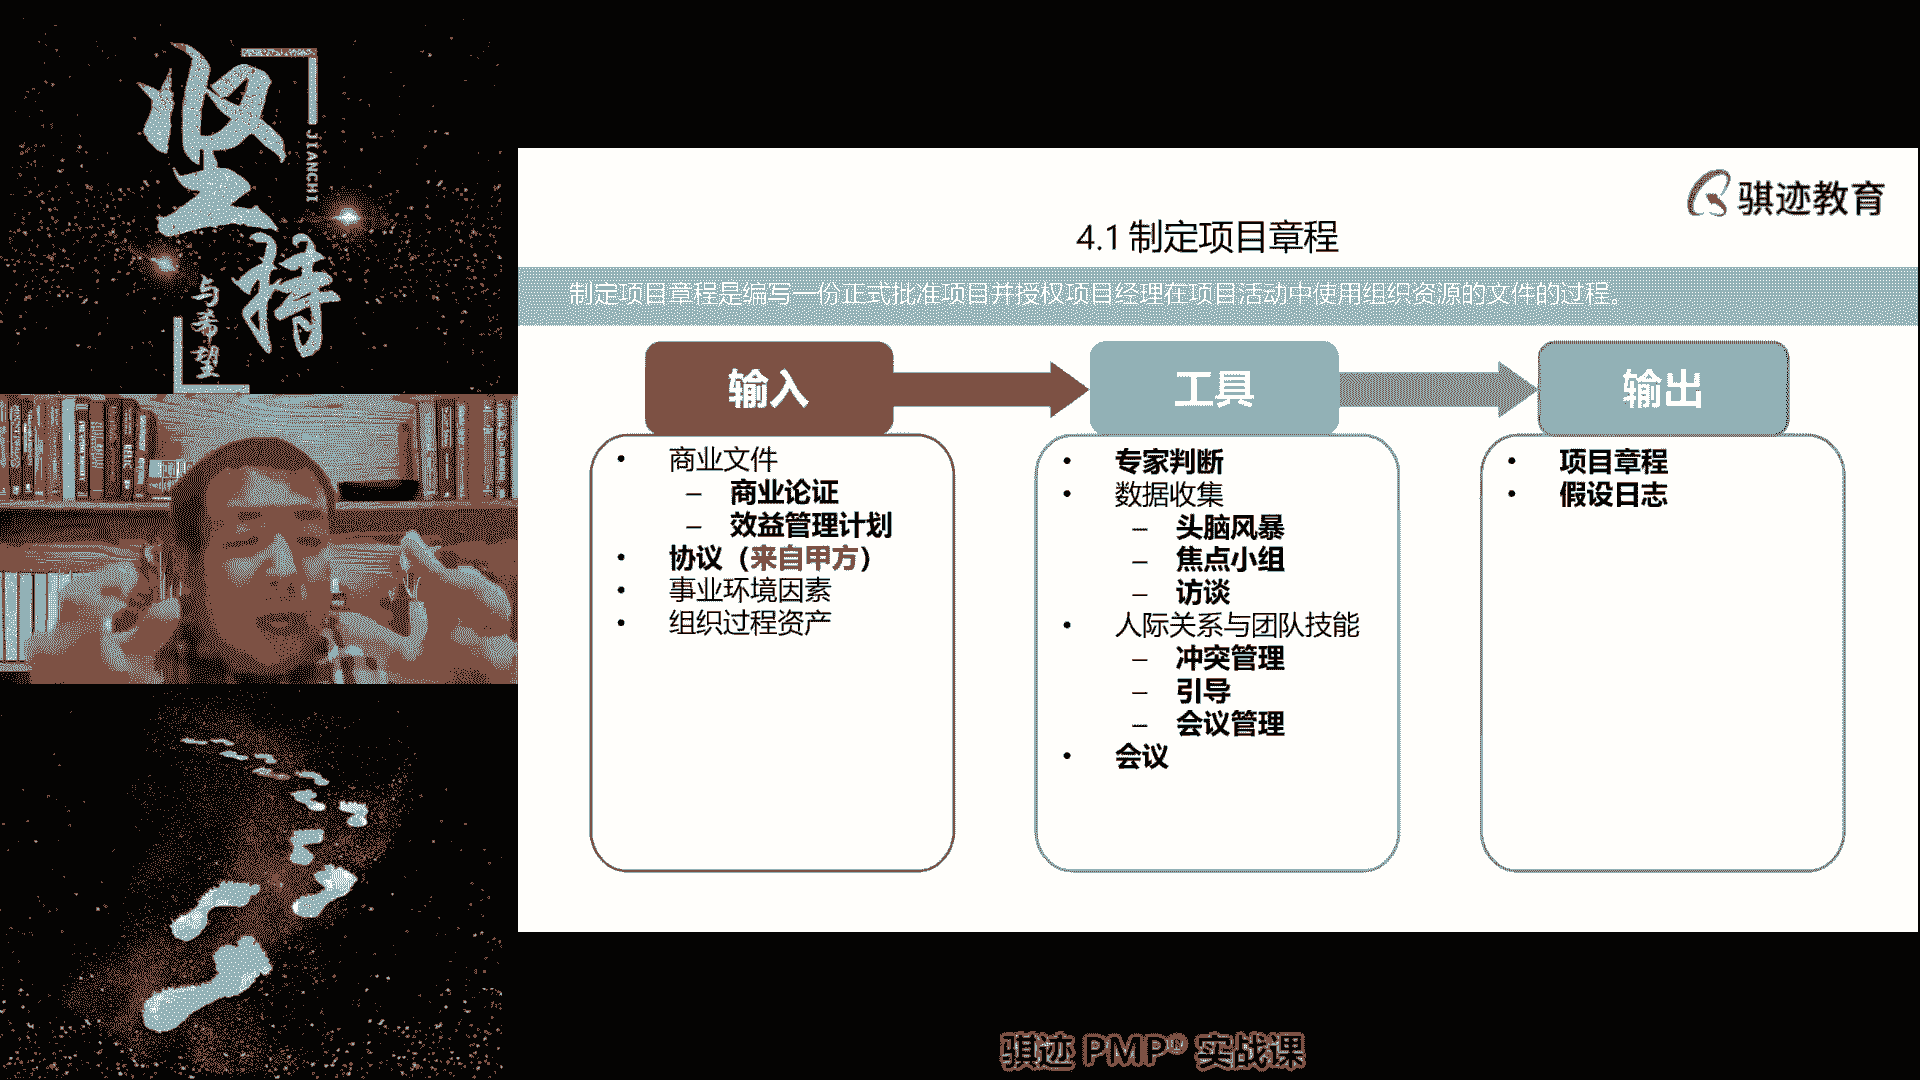 坚持
JIANCHI
与希望
骐迹教育
4.1 制定项目章程
制定项目章程是编写一份正式批准项目并授权项目经理在项目活动中使用组织资源的文件的过程。
输入
• 商业文件
– 商业论证
– 效益管理计划
• 协议（来自甲方）
• 事业环境因素
• 组织过程资产
工具
• 专家判断
• 数据收集
– 头脑风暴
– 焦点小组
– 访谈
• 人际关系与团队技能
– 冲突管理
– 引导
– 会议管理
• 会议
输出
• 项目章程
• 假设日志
骐迹 PMP® 实战课